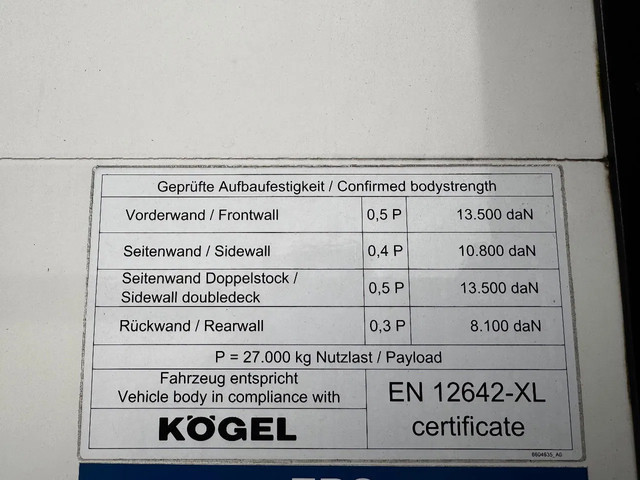 Geprüfte Aufbaufestigkeit / Confirmed bodystrength
Vorderwand / Frontwall 0,5 P 13.500 daN
Seitenwand / Sidewall 0,4 P 10.800 daN
Seitenwand Doppelstock /
Sidewall doubledeck 0,5 P 13.500 daN
Rückwand / Rearwall 0,3 P 8.100 daN
P = 27.000 kg Nutzlast / Payload
Fahrzeug entspricht
Vehicle body in compliance with
KÖGEL
EN 12642-XL
certificate